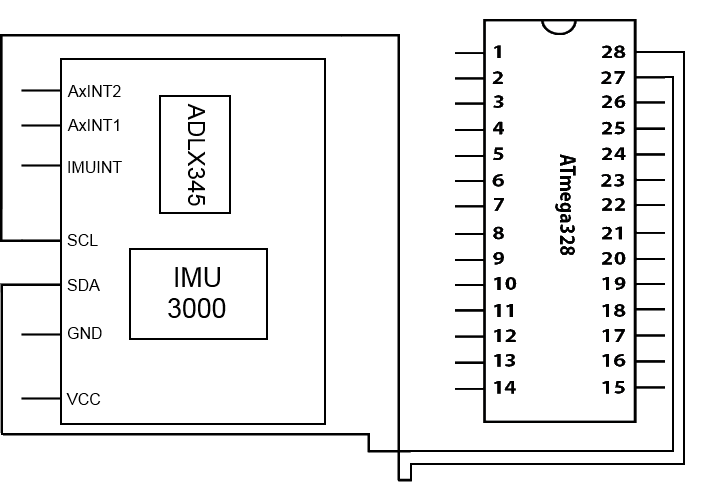 AxINT2
AxINT1
IMUINT
SCL
SDA
GND
VCC
ADLX345
IMU
3000
1 28
2 27
3 26
4 25
5 24
6 23
7 22
8 21
9 20
10 19
11 18
12 17
13 16
14 15
ATmega328